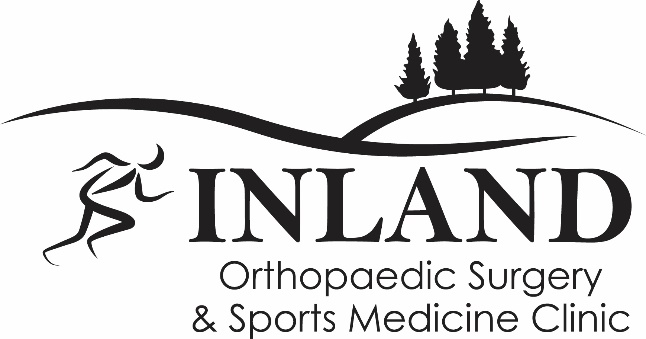 INLAND
Orthopaedic Surgery
& Sports Medicine Clinic